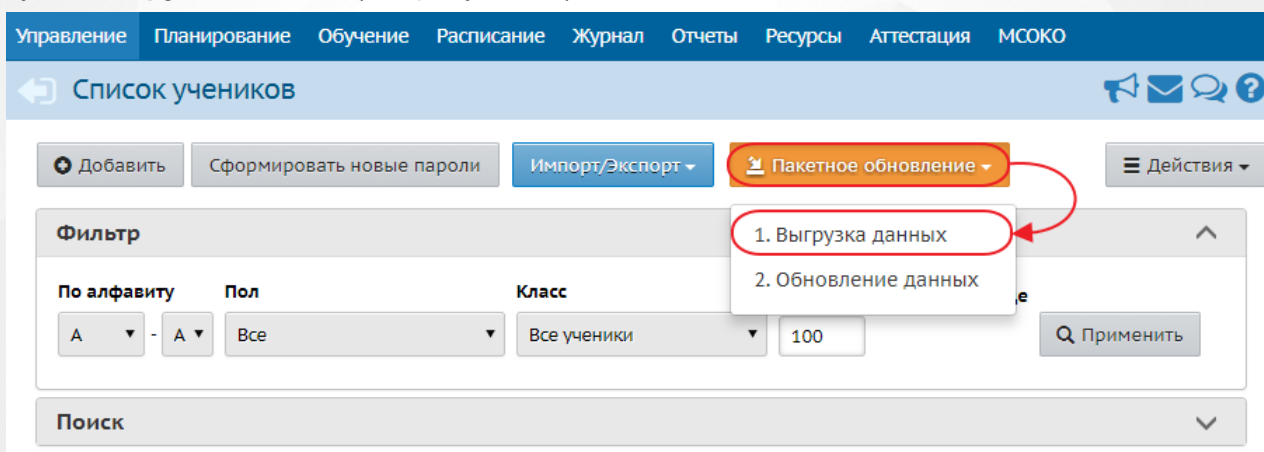 Управление Планирование Обучение Расписание Журнал Отчеты Ресурсы Аттестация МСОКО
Список учеников
Добавить Сформировать новые пароли Импорт/Экспорт Пакетное обновление Действия
Фильтр
1. Выгрузка данных
2. Обновление данных
По алфавиту Пол Класс
А - А Все Все ученики 100 Применить
Поиск